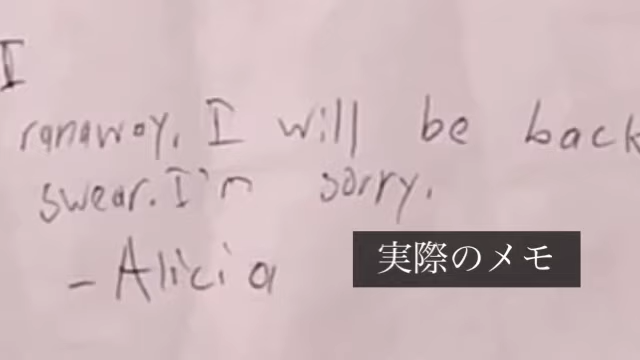 I
ranaway. I will be back
swear. I'm sorry.
- Alicia
実際のメモ